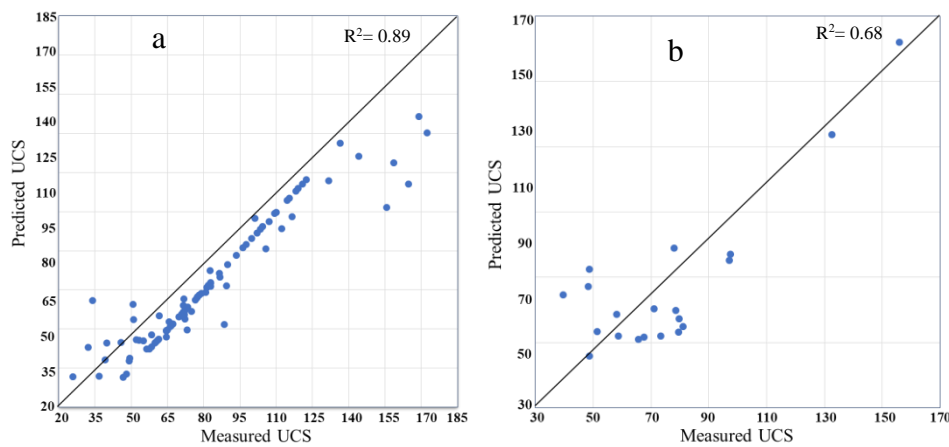 185
170
155
140
125
110
95
80
65
50
35
20
Predicted UCS
a
R²= 0.89
20 35 50 65 80 95 110 125 140 155 170 185
Measured UCS
170
150
130
110
90
70
50
30
Predicted UCS
b
R²= 0.68
30 50 70 90 110 130 150 170
Measured UCS